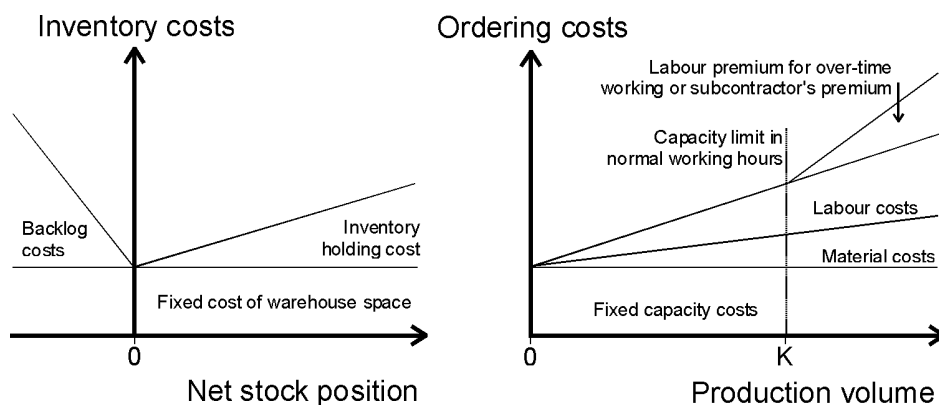 Inventory costs
Backlog
costs
Inventory
holding cost
Fixed cost of warehouse space
0
Net stock position
Ordering costs
Labour premium for over-time
working or subcontractor's premium
Capacity limit in
normal working hours
Labour costs
Material costs
Fixed capacity costs
0
K
Production volume